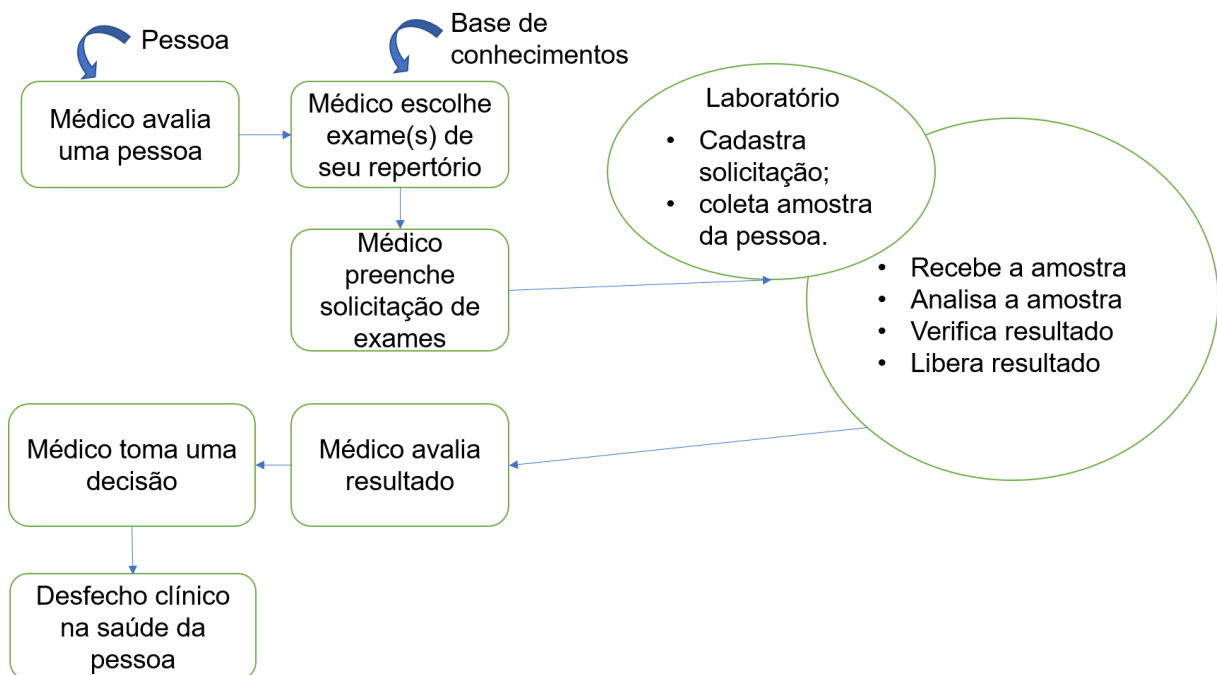 Pessoa
Médico avalia
uma pessoa
Base de
conhecimentos
Médico escolhe
exame(s) de
seu repertório
Médico
preenche
solicitação de
exames
Laboratório
• Cadastra
solicitação;
• coleta amostra
da pessoa.
• Recebe a amostra
• Analisa a amostra
• Verifica resultado
• Libera resultado
Médico avalia
resultado
Médico toma uma
decisão
Desfecho clínico
na saúde da
pessoa